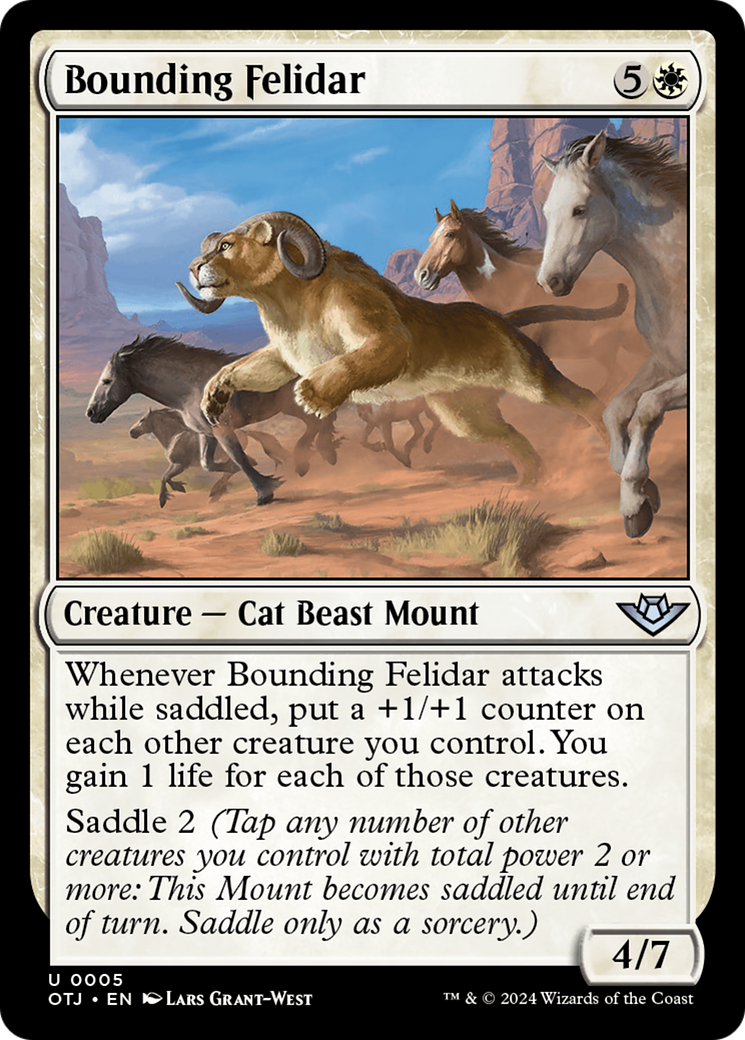 Bounding Felidar 5
Creature — Cat Beast Mount
Whenever Bounding Felidar attacks
while saddled, put a +1/+1 counter on
each other creature you control. You
gain 1 life for each of those creatures.
Saddle 2 (Tap any number of other
creatures you control with total power 2 or
more: This Mount becomes saddled until end
of turn. Saddle only as a sorcery.)
4/7
U 0005
OTJ • EN Lars Grant-West
™ & © 2024 Wizards of the Coast